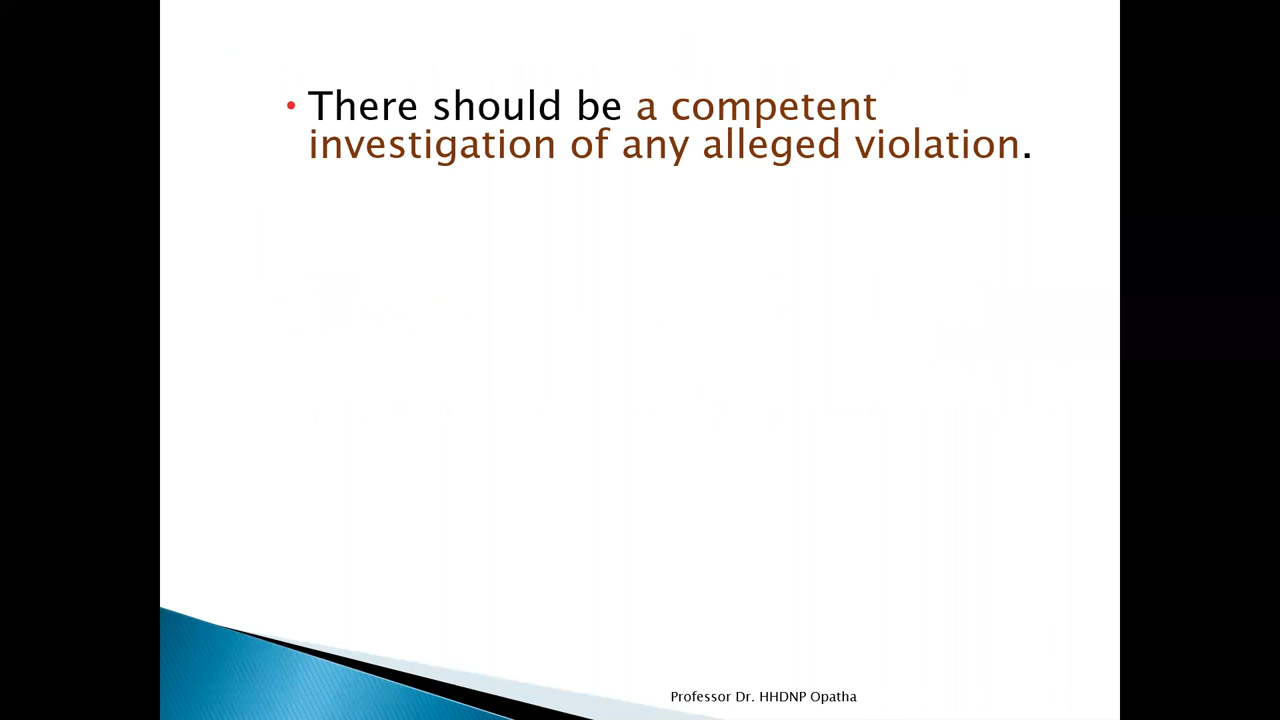 • There should be a competent
investigation of any alleged violation.
Professor Dr. HHDNP Opatha